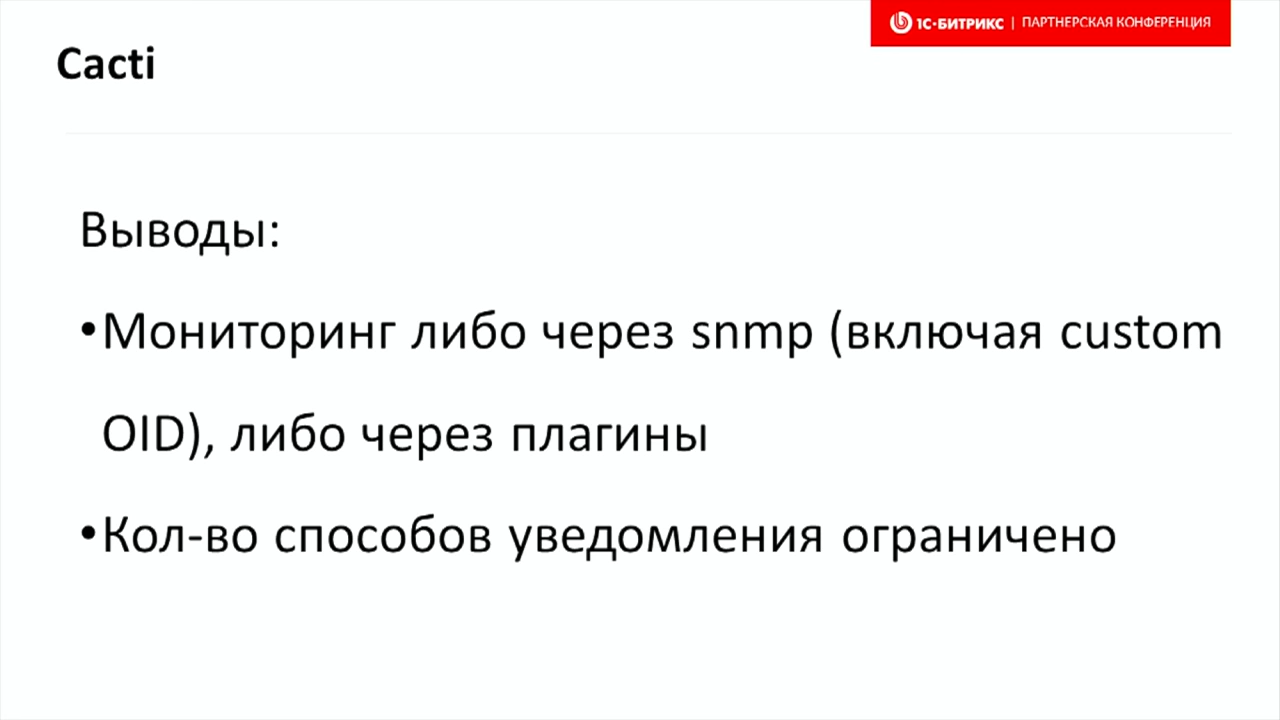 1С-БИТРИКС | ПАРТНЕРСКАЯ КОНФЕРЕНЦИЯ
Cacti
Выводы:
•Мониторинг либо через snmp (включая custom
OID), либо через плагины
•Кол-во способов уведомления ограничено